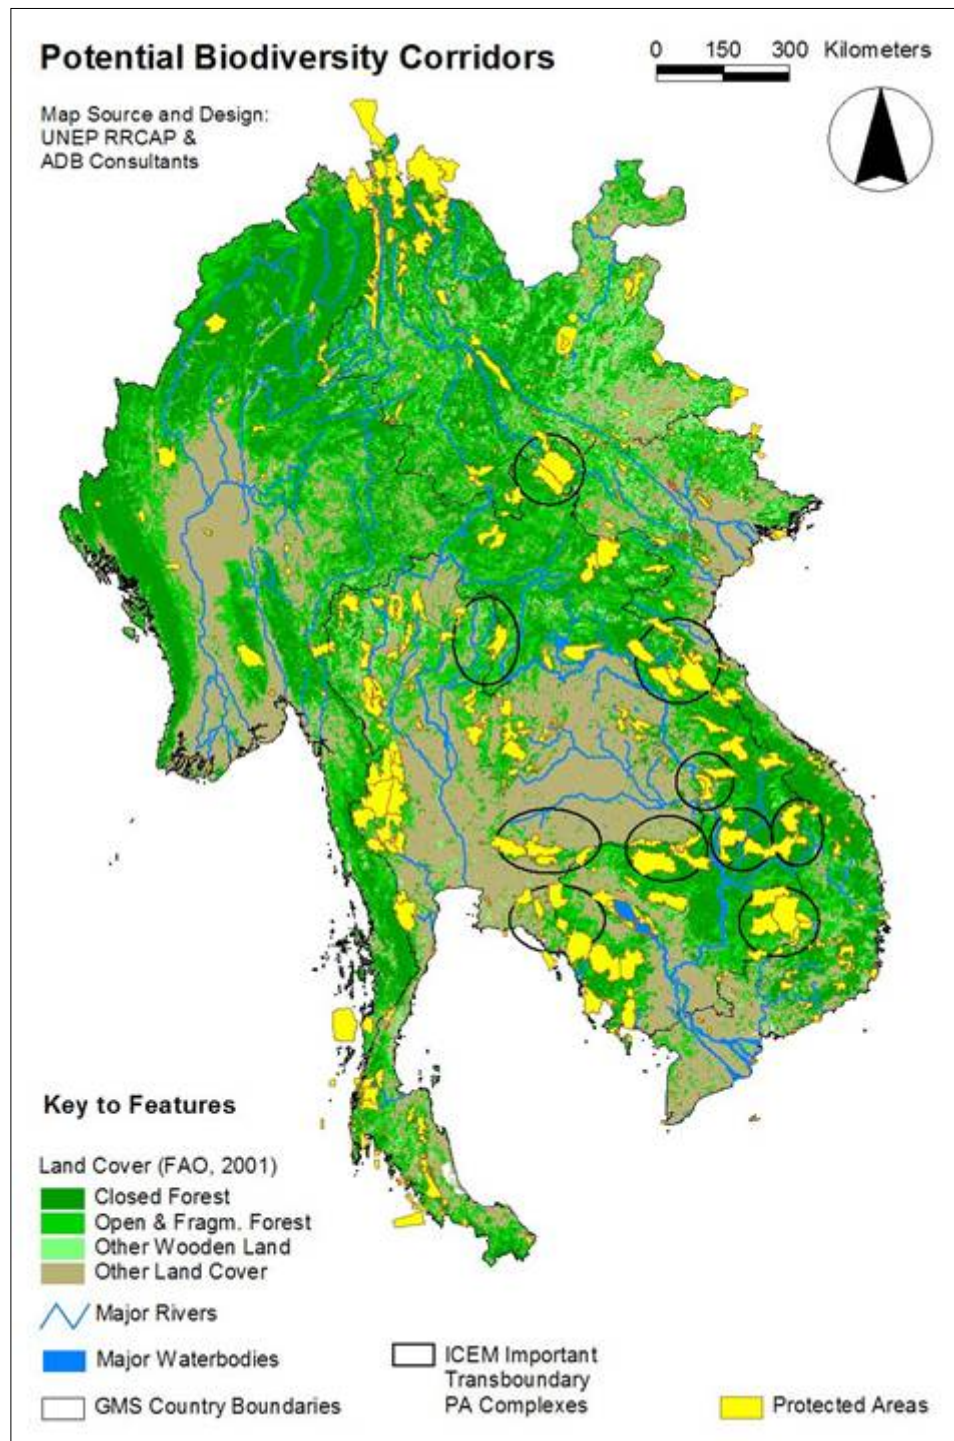 Potential Biodiversity Corridors
0 150 300 Kilometers
Map Source and Design:
UNEP RRCAP &
ADB Consultants
Key to Features
Land Cover (FAO, 2001)
Closed Forest
Open & Fragm. Forest
Other Wooden Land
Other Land Cover
Major Rivers
Major Waterbodies
GMS Country Boundaries
ICEM Important
Transboundary
PA Complexes
Protected Areas